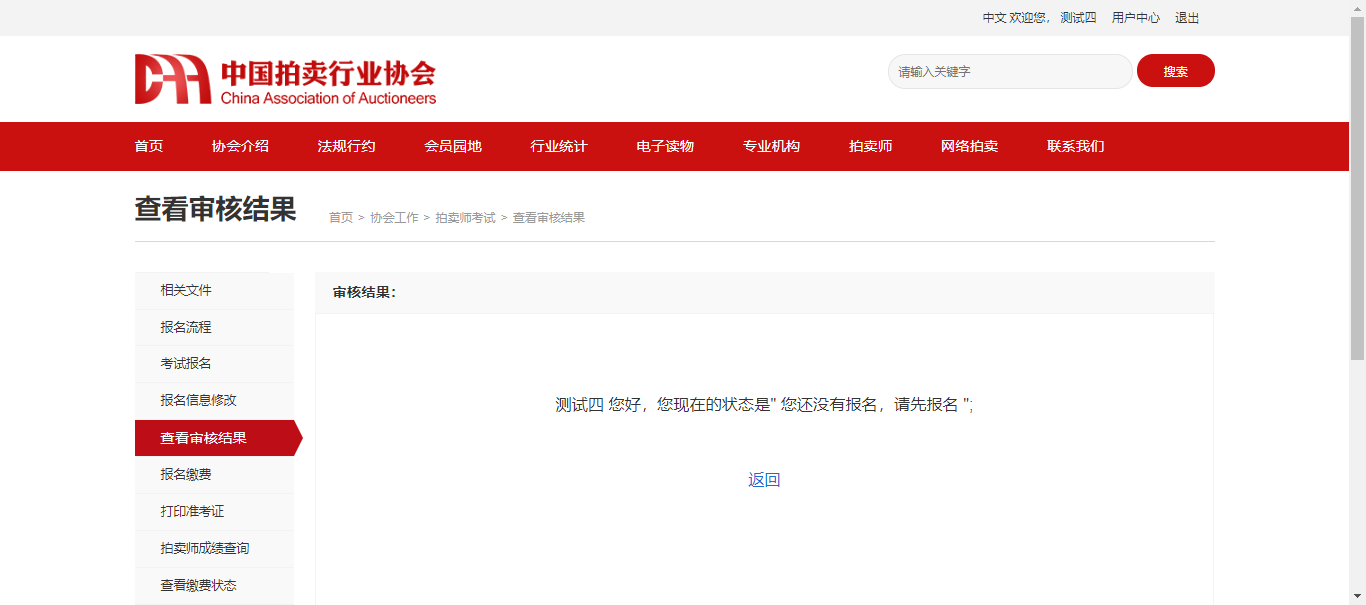 中文 欢迎您， 测试四 用户中心 退出
中国拍卖行业协会
China Association of Auctioneers
请输入关键字 搜索
首页 协会介绍 法规行约 会员园地 行业统计 电子读物 专业机构 拍卖师 网络拍卖 联系我们
查看审核结果
首页 > 协会工作 > 拍卖师考试 > 查看审核结果
相关文件
报名流程
考试报名
报名信息修改
查看审核结果
报名缴费
打印准考证
拍卖师成绩查询
查看缴费状态
审核结果：
测试四 您好，您现在的状态是" 您还没有报名，请先报名 ";
返回